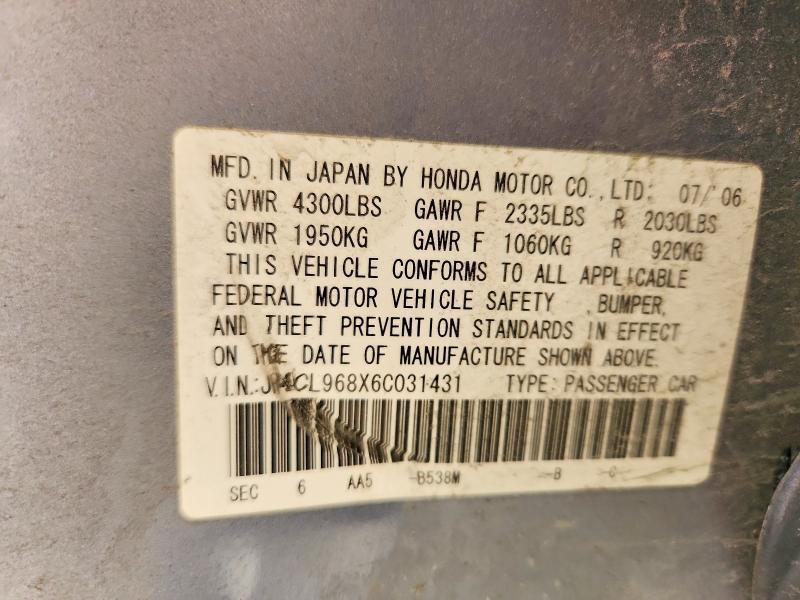 MFD. IN JAPAN BY HONDA MOTOR CO., LTD: 07/'06
GVWR 4300LBS GAWR F 2335LBS R 2030LBS
GVWR 1950KG GAWR F 1060KG R 920KG
THIS VEHICLE CONFORMS TO ALL APPLICABLE
FEDERAL MOTOR VEHICLE SAFETY , BUMPER,
AND THEFT PREVENTION STANDARDS IN EFFECT
ON THE DATE OF MANUFACTURE SHOWN ABOVE.
V.I.N.: TYPE: PASSENGER CAR
SEC 6 AA5 -B538M -B -C